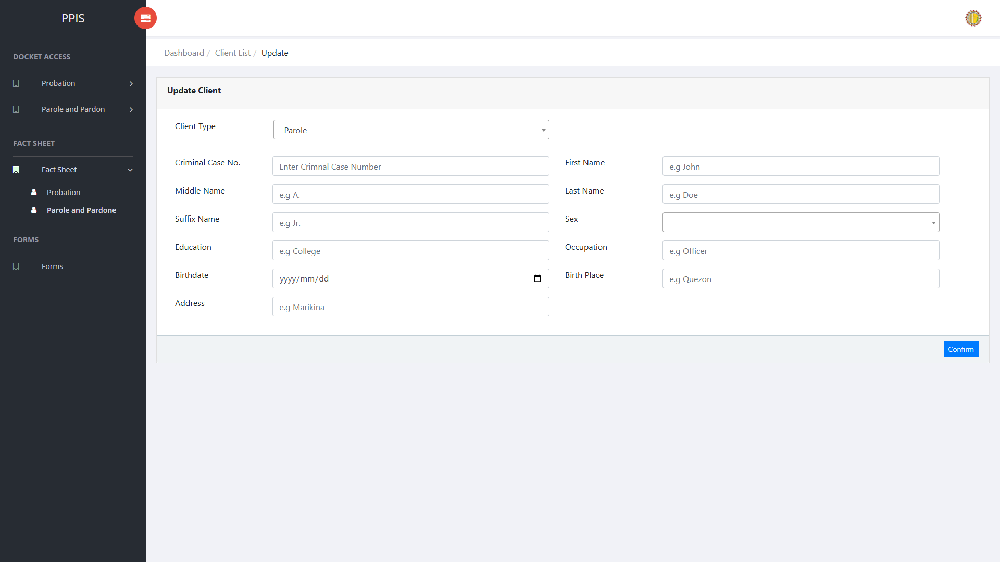 PPIS
DOCKET ACCESS
Probation
Parole and Pardon
FACT SHEET
Fact Sheet
Probation
Parole and Pardone
FORMS
Forms
Dashboard / Client List / Update
Update Client
Client Type
Parole
Criminal Case No.
Enter Crimnal Case Number
First Name
e.g John
Middle Name
e.g A.
Last Name
e.g Doe
Suffix Name
e.g Jr.
Sex
Education
e.g College
Occupation
e.g Officer
Birthdate
yyyy/mm/dd
Birth Place
e.g Quezon
Address
e.g Marikina
Confirm